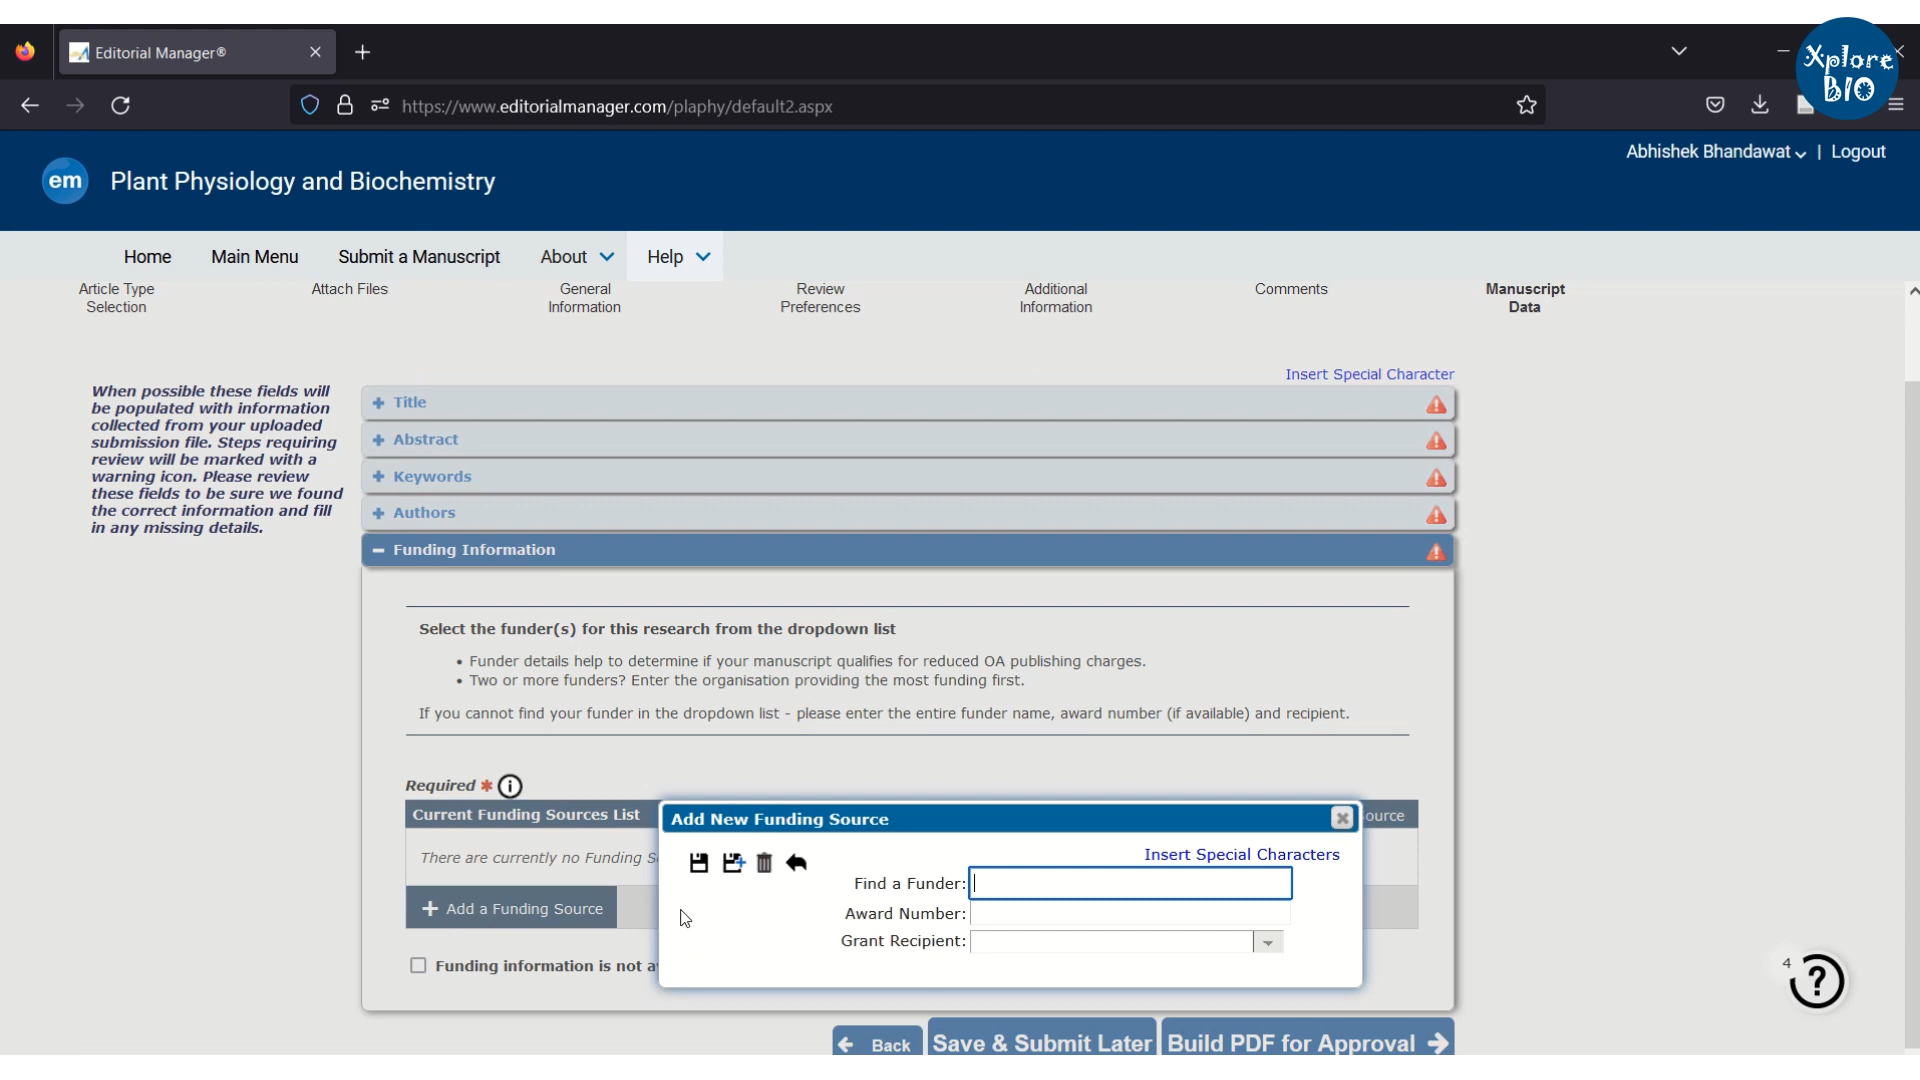 Editorial Manager®
Xplore BIO
https://www.editorialmanager.com/plaphy/default2.aspx
Abhishek Bhandawat | Logout
em Plant Physiology and Biochemistry
Home Main Menu Submit a Manuscript About Help
Article Type Selection
Attach Files
General Information
Review Preferences
Additional Information
Comments
Manuscript Data
Insert Special Character
When possible these fields will
be populated with information
collected from your uploaded
submission file. Steps requiring
review will be marked with a
warning icon. Please review
these fields to be sure we found
the correct information and fill
in any missing details.
+ Title
+ Abstract
+ Keywords
+ Authors
− Funding Information
Select the funder(s) for this research from the dropdown list
• Funder details help to determine if your manuscript qualifies for reduced OA publishing charges.
• Two or more funders? Enter the organisation providing the most funding first.
If you cannot find your funder in the dropdown list - please enter the entire funder name, award number (if available) and recipient.
Required *
Current Funding Sources List
ource
There are currently no Funding S
+ Add a Funding Source
Funding information is not a
Add New Funding Source
Insert Special Characters
Find a Funder:
Award Number:
Grant Recipient:
4
?
Back Save & Submit Later Build PDF for Approval